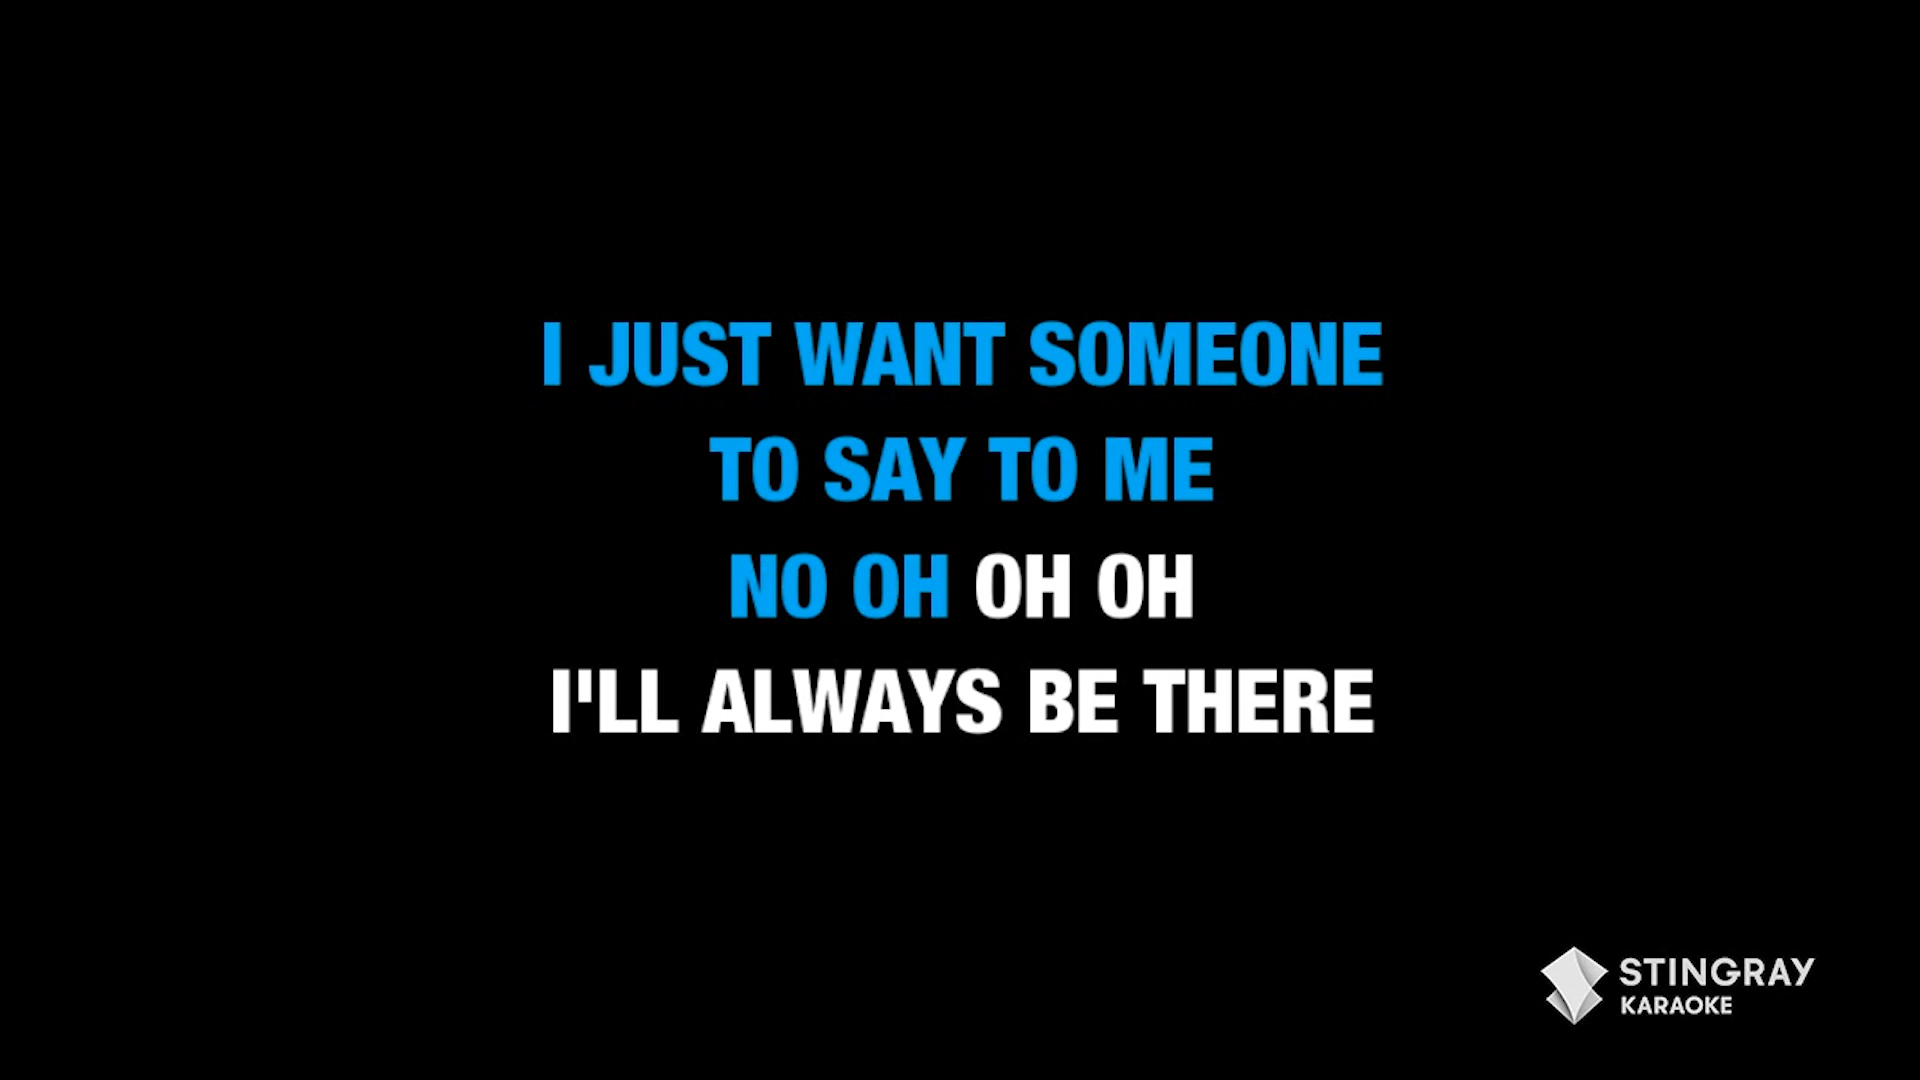 I JUST WANT SOMEONE
TO SAY TO ME
NO OH OH OH
I'LL ALWAYS BE THERE
STINGRAY
KARAOKE